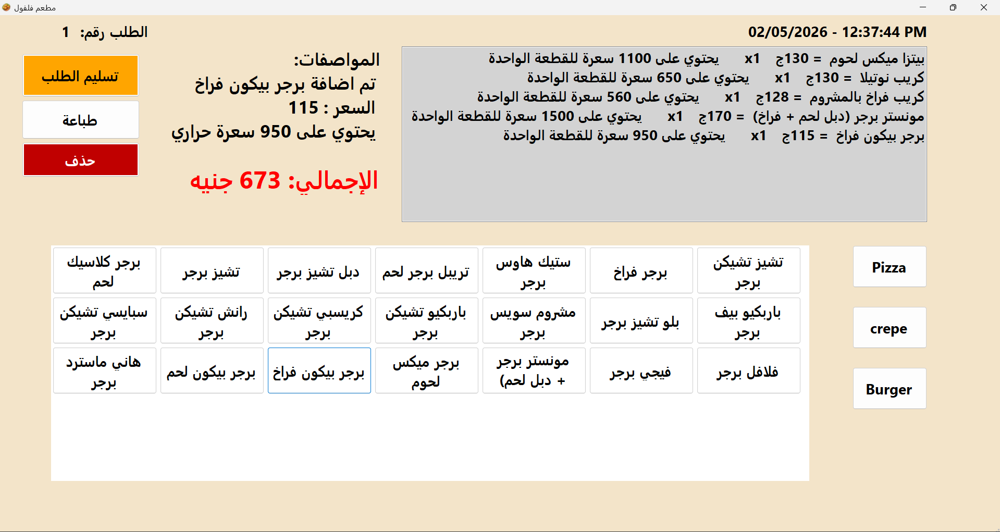 مطعم فلفول
02/05/2026 - 12:37:44 PM
الطلب رقم: 1
بيتزا ميكس لحوم = 130ج x1 يحتوي على 1100 سعرة للقطعة الواحدة
كريب نوتيلا = 130ج x1 يحتوي على 650 سعرة للقطعة الواحدة
كريب فراخ بالمشروم = 128ج x1 يحتوي على 560 سعرة للقطعة الواحدة
مونستر برجر (دبل لحم + فراخ) = 170ج x1 يحتوي على 1500 سعرة للقطعة الواحدة
برجر بيكون فراخ = 115ج x1 يحتوي على 950 سعرة للقطعة الواحدة
المواصفات:
تم اضافة برجر بيكون فراخ
السعر : 115
يحتوي على 950 سعرة حراري
الإجمالي: 673 جنيه
تسليم الطلب
طباعة
حذف
Pizza
crepe
Burger
تشيز تشيكن
برجر
برجر فراخ
ستيك هاوس
برجر
تريبل برجر لحم
دبل تشيز برجر
تشيز برجر
برجر كلاسيك
لحم
باربكيو بيف
برجر
بلو تشيز برجر
مشروم سويس
برجر
باربكيو تشيكن
برجر
كريسبي تشيكن
برجر
رانش تشيكن
برجر
سبايسي تشيكن
برجر
فلافل برجر
فيجي برجر
مونستر برجر
(دبل لحم +
برجر ميكس
لحوم
برجر بيكون فراخ
برجر بيكون لحم
هاني ماسترد
برجر